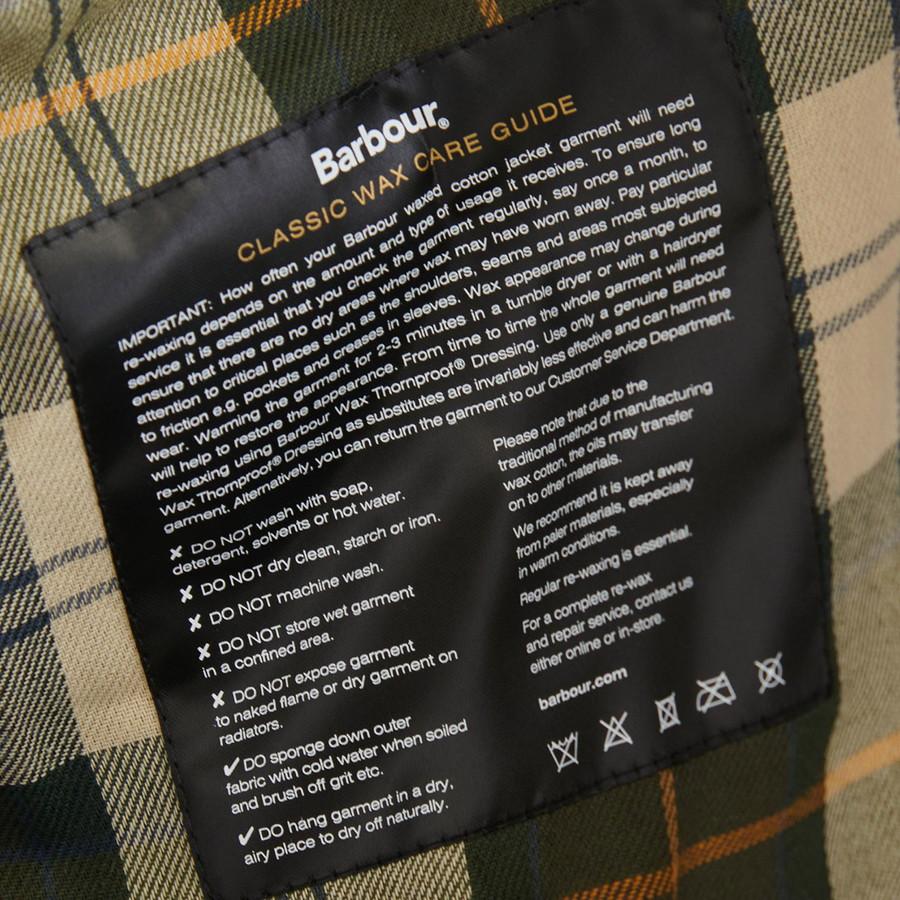 Barbour®
CLASSIC WAX CARE GUIDE
IMPORTANT: How often your Barbour waxed cotton jacket garment will need
re-waxing depends on the amount and type of usage it receives. To ensure long
service it is essential that you check the garment regularly, say once a month, to
ensure that there are no dry areas where wax may have worn away. Pay particular
attention to critical places such as the shoulders, seams and areas most subjected
to friction e.g. pockets and creases in sleeves. Wax appearance may change during
wear. Warming the garment for 2-3 minutes in a tumble dryer or with a hairdryer
will help to restore the appearance. From time to time the whole garment will need
re-waxing using Barbour Wax Thornproof® Dressing. Use only a genuine Barbour
Wax Thornproof® Dressing as substitutes are invariably less effective and can harm the
garment. Alternatively, you can return the garment to our Customer Service Department.
✘ DO NOT wash with soap,
detergent, solvents or hot water.
✘ DO NOT dry clean, starch or iron.
✘ DO NOT machine wash.
✘ DO NOT store wet garment
in a confined area.
✘ DO NOT expose garment
to naked flame or dry garment on
radiators.
✔ DO sponge down outer
fabric with cold water when soiled
and brush off grit etc.
✔ DO hang garment in a dry,
airy place to dry off naturally.
Please note that due to the
traditional method of manufacturing
wax cotton, the oils may transfer
on to other materials.
We recommend it is kept away
from paler materials, especially
in warm conditions.
Regular re-waxing is essential.
For a complete re-wax
and repair service, contact us
either online or in-store.
barbour.com